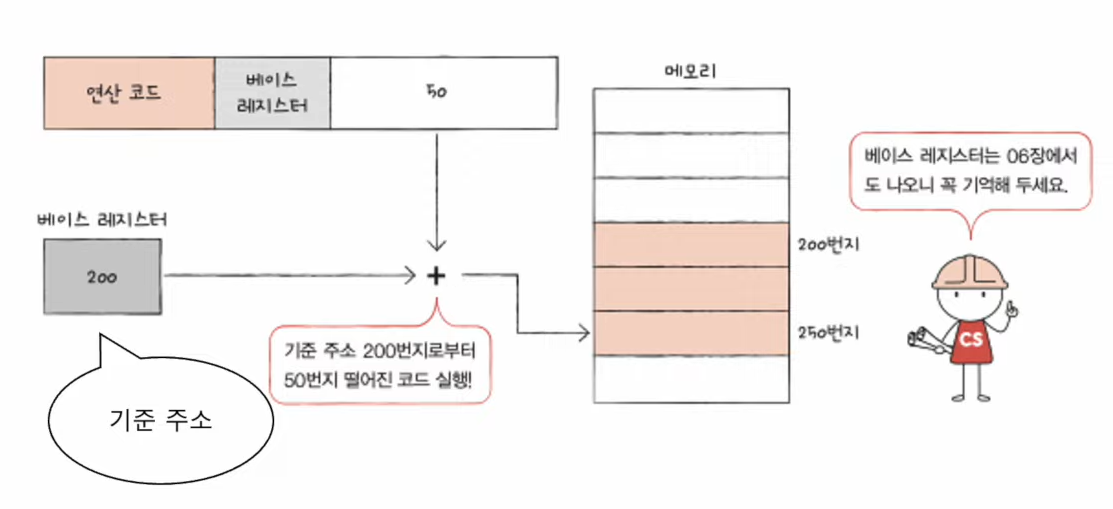 연산 코드
베이스
레지스터
50
메모리
베이스 레지스터는 06장에서
도 나오니 꼭 기억해 두세요.
베이스 레지스터
200
+
200번지
250번지
기준 주소 200번지로부터
50번지 떨어진 코드 실행!
CS
기준 주소